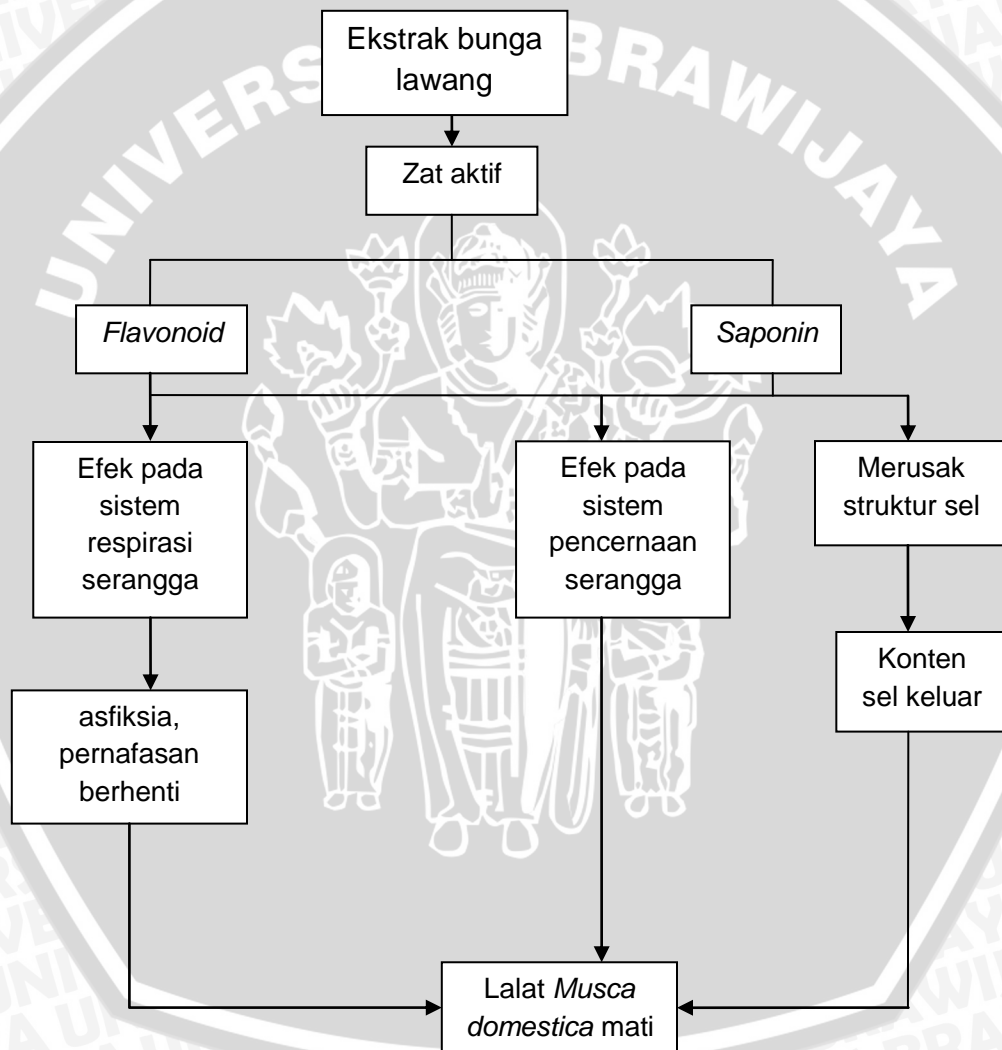 UNIVERSITAS BRAWIJAYA
Ekstrak bunga
lawang
Zat aktif
Flavonoid
Saponin
Efek pada
sistem
respirasi
serangga
Efek pada
sistem
pencernaan
serangga
Merusak
struktur sel
asfiksia,
pernafasan
berhenti
Konten
sel keluar
Lalat Musca
domestica mati